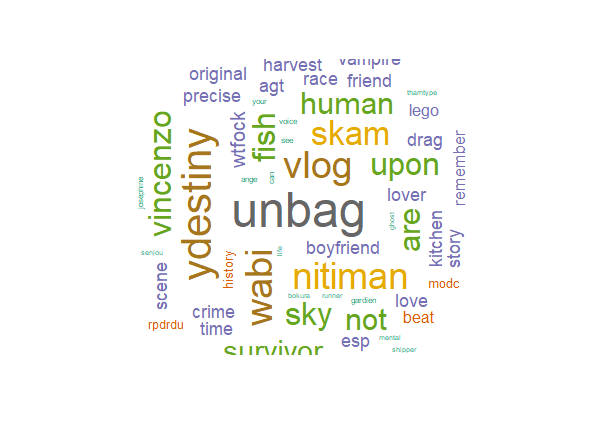 vampire
harvest
original
race
friend
agt
precise
your
human
thamtype
lego
voice
skam
wtfock
fish
see
drag
vincenzo
ydestiny
vlog
upon
remember
ange
can
lover
josephine
unbag
ghost
are
kitchen
story
boyfriend
senjou
life
history
wabi
nitiman
scene
modc
bokura
runner
gardien
love
crime
sky
not
beat
rpdrdu
time
esp
mental
survivor
shipper